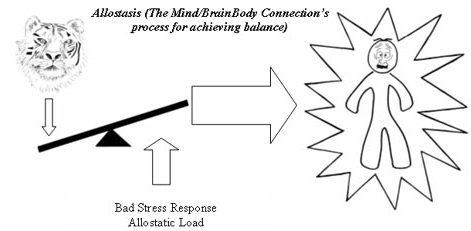 Allostasis (The Mind/BrainBody Connection's
process for achieving balance)
Bad Stress Response
Allostatic Load